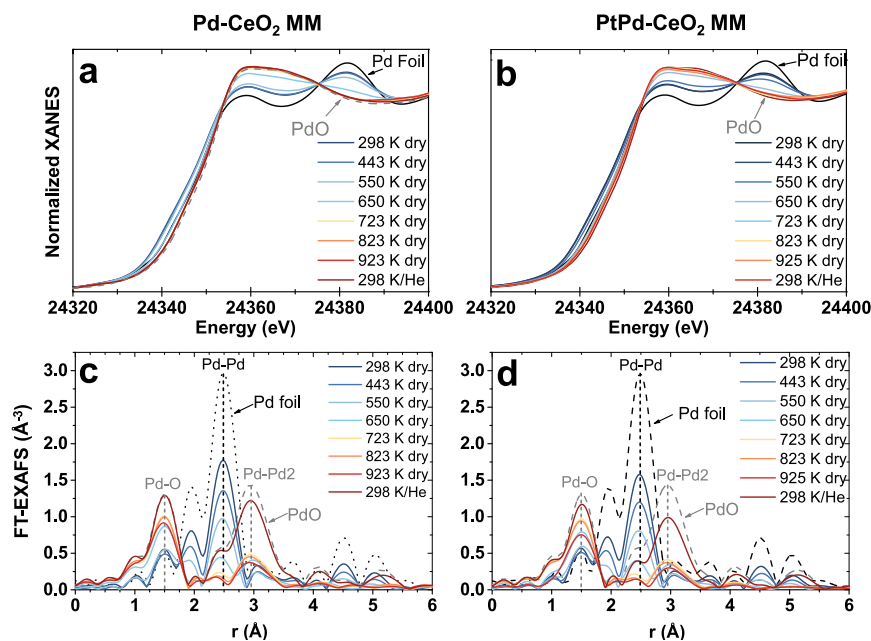 Pd-CeO₂ MM
PtPd-CeO₂ MM
a
Pd Foil
PdO
298 K dry
443 K dry
550 K dry
650 K dry
723 K dry
823 K dry
923 K dry
298 K/He
Normalized XANES
24320 24340 24360 24380 24400
Energy (eV)
b
Pd foil
PdO
298 K dry
443 K dry
550 K dry
650 K dry
723 K dry
823 K dry
925 K dry
298 K/He
24320 24340 24360 24380 24400
Energy (eV)
c
Pd-Pd
Pd foil
Pd-O
Pd-Pd2
298 K dry
443 K dry
550 K dry
650 K dry
723 K dry
823 K dry
923 K dry
298 K/He
PdO
FT-EXAFS (Å⁻³)
3.0
2.5
2.0
1.5
1.0
0.5
0.0
0 1 2 3 4 5 6
r (Å)
d
Pd-Pd
Pd foil
Pd-O
Pd-Pd2
PdO
298 K dry
443 K dry
550 K dry
650 K dry
723 K dry
823 K dry
925 K dry
298 K/He
3.0
2.5
2.0
1.5
1.0
0.5
0.0
0 1 2 3 4 5 6
r (Å)